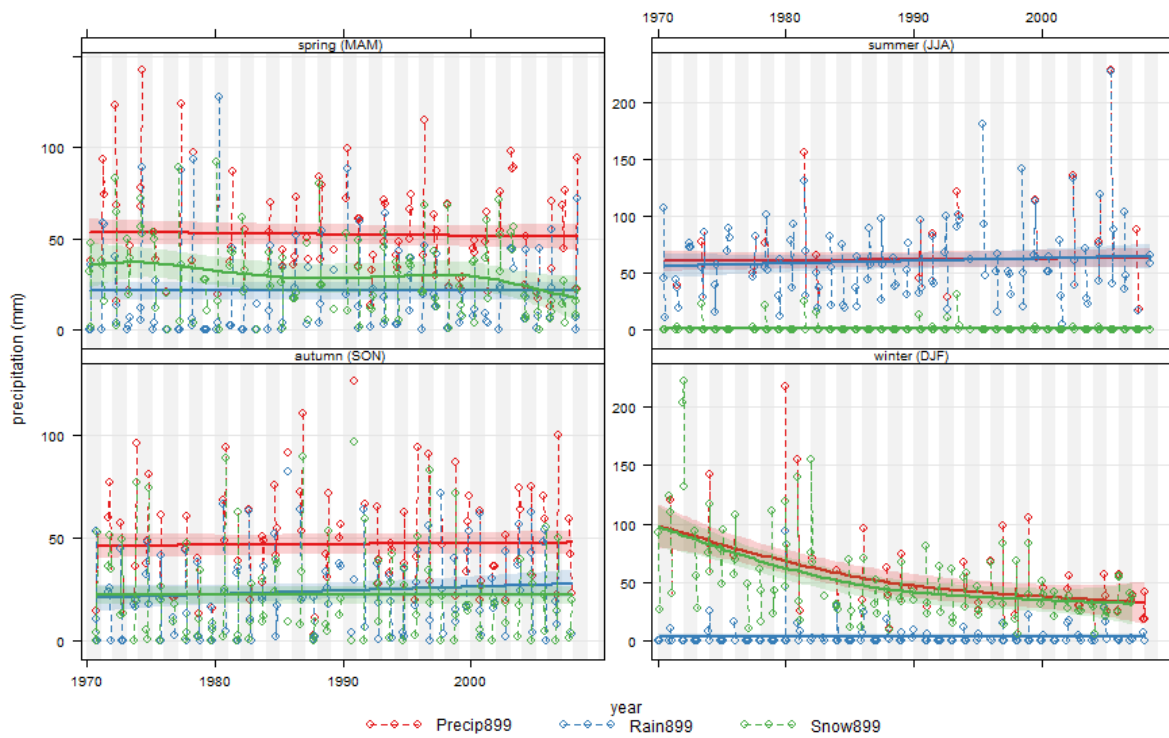 1970 1980 1990 2000
spring (MAM) summer (JJA)
100
50
0
200
150
100
50
0
autumn (SON) winter (DJF)
100
50
0
200
150
100
50
0
precipitation (mm)
1970 1980 1990 2000
year
Precip899 Rain899 Snow899